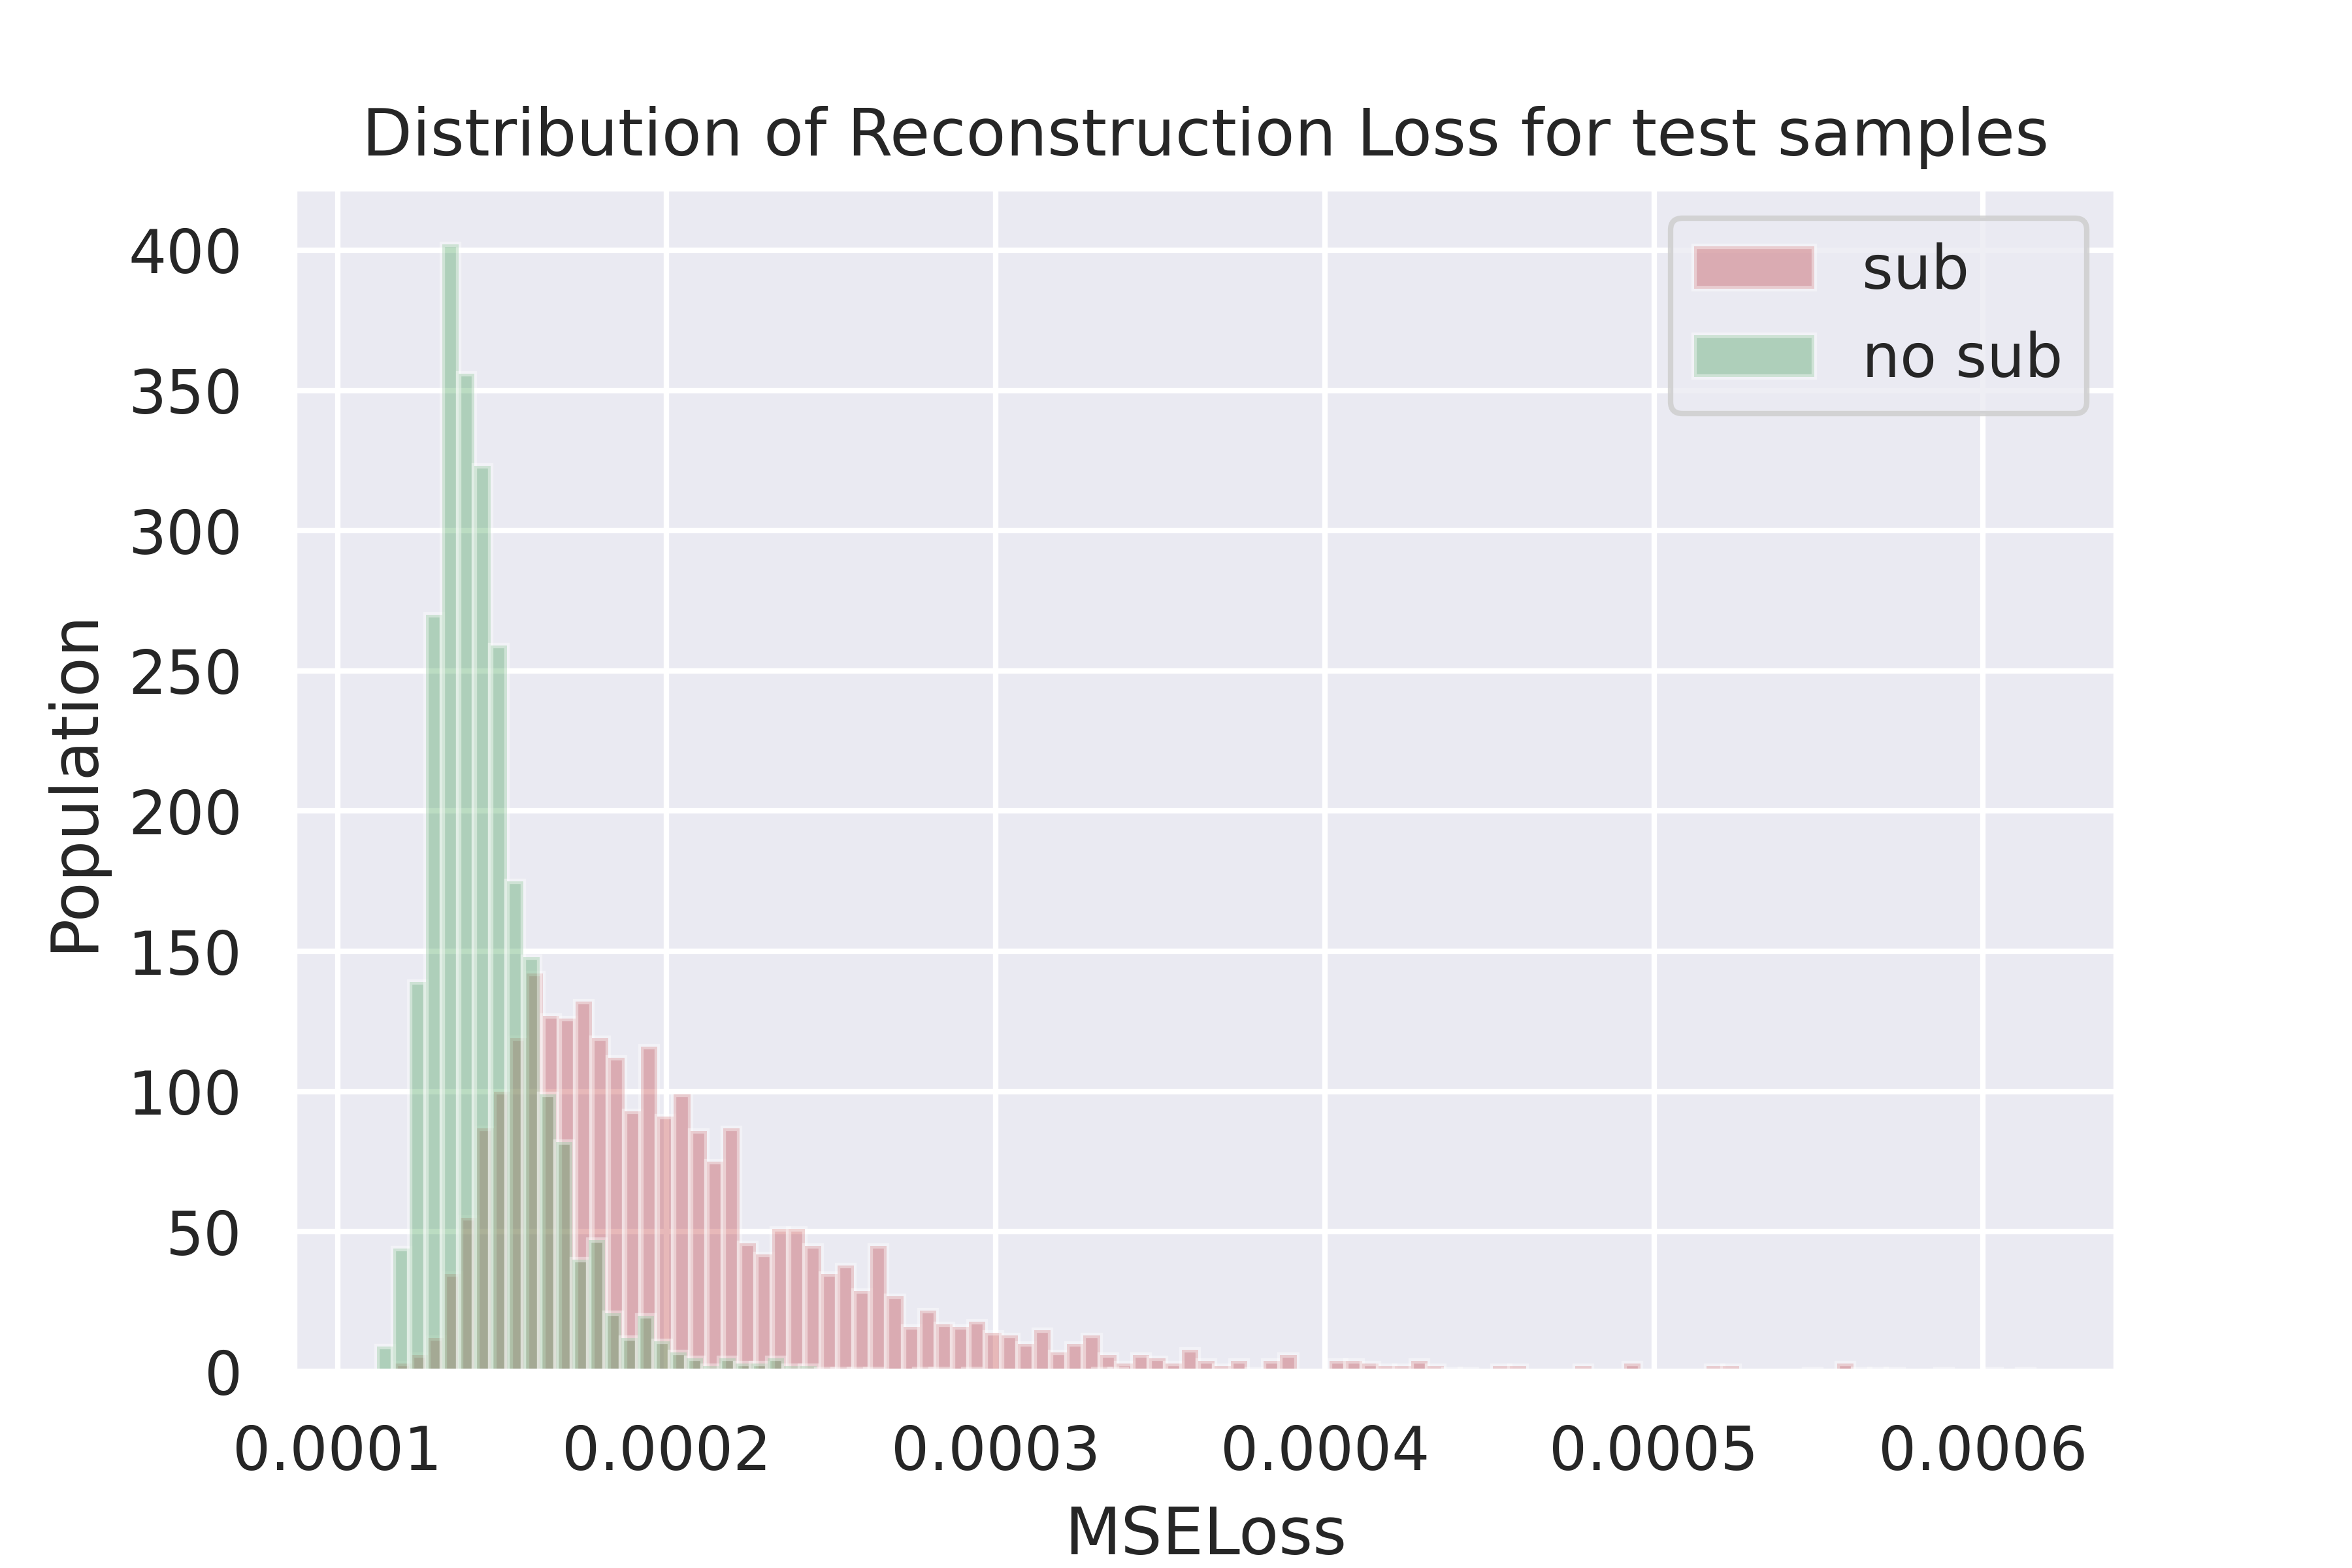 Distribution of Reconstruction Loss for test samples
sub
no sub
400
350
300
250
200
150
100
50
0
Population
0.0001 0.0002 0.0003 0.0004 0.0005 0.0006
MSELoss